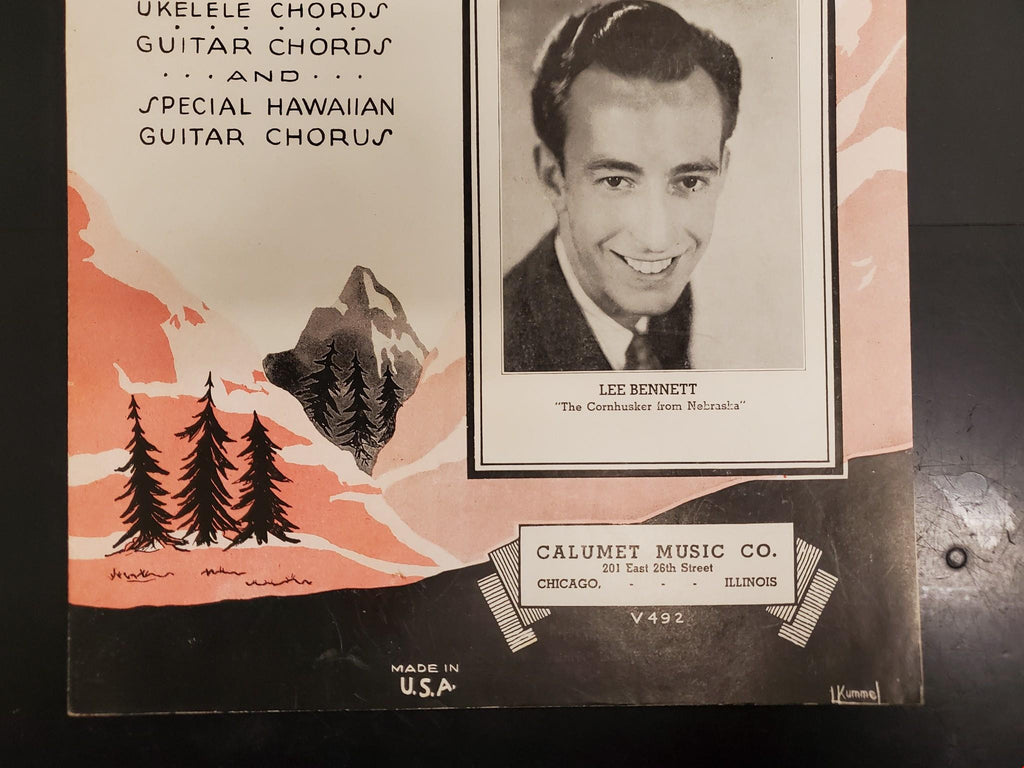 UKELELE CHORDS
GUITAR CHORDS
··· AND ···
SPECIAL HAWAIIAN
GUITAR CHORUS
LEE BENNETT
"The Cornhusker from Nebraska"
CALUMET MUSIC CO.
201 East 26th Street
CHICAGO, - - - ILLINOIS
V492
MADE IN
U.S.A.
Kummel